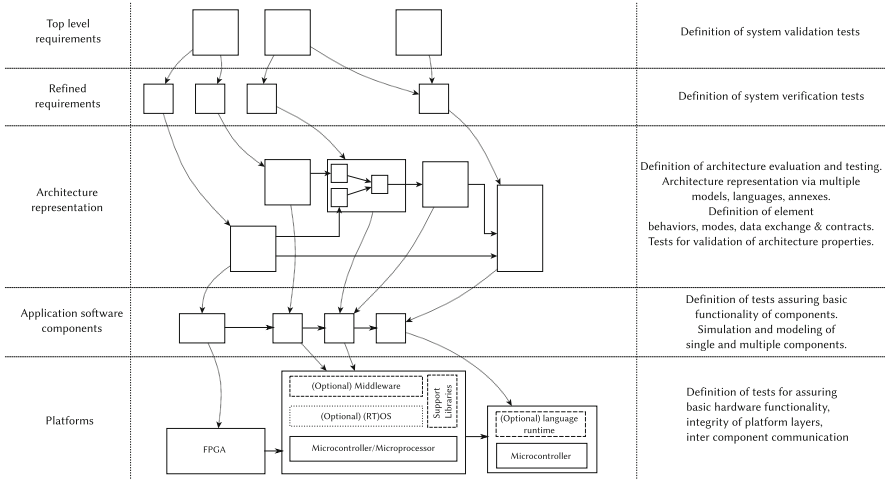 Top level
requirements
Definition of system validation tests
Refined
requirements
Definition of system verification tests
Architecture
representation
Definition of architecture evaluation and testing.
Architecture representation via multiple
models, languages, annexes.
Definition of element
behaviors, modes, data exchange & contracts.
Tests for validation of architecture properties.
Application software
components
Definition of tests assuring basic
functionality of components.
Simulation and modeling of
single and multiple components.
Platforms
FPGA
(Optional) Middleware
(Optional) (RT)OS
Microcontroller/Microprocessor
Support
Libraries
(Optional) language
runtime
Microcontroller
Definition of tests for assuring
basic hardware functionality,
integrity of platform layers,
inter component communication